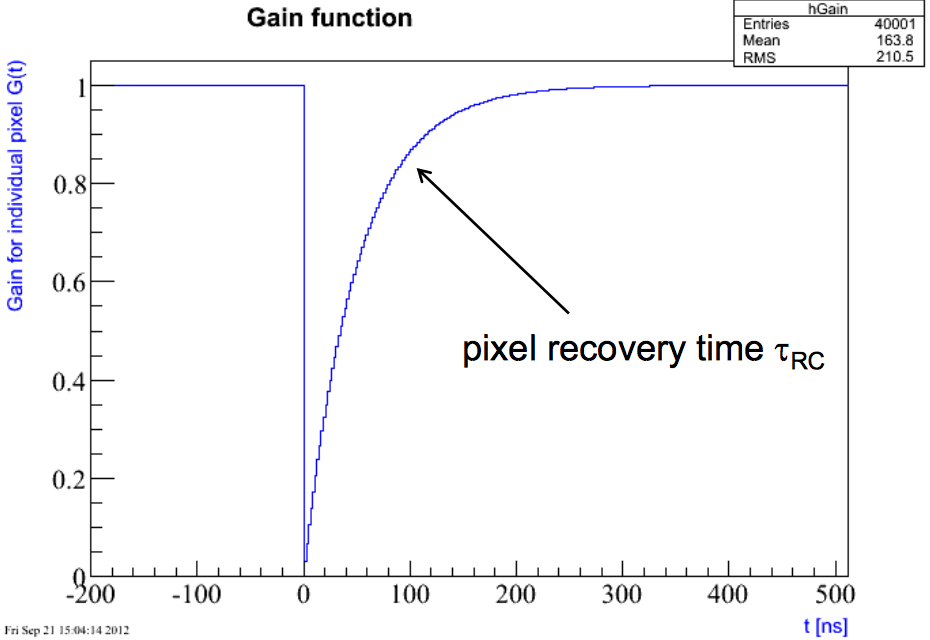 Gain function
hGain
Entries 40001
Mean 163.8
RMS 210.5
Gain for individual pixel G(t)
1
0.8
0.6
0.4
0.2
0
pixel recovery time τRC
-200 -100 0 100 200 300 400 500
t [ns]
Fri Sep 21 15:04:14 2012